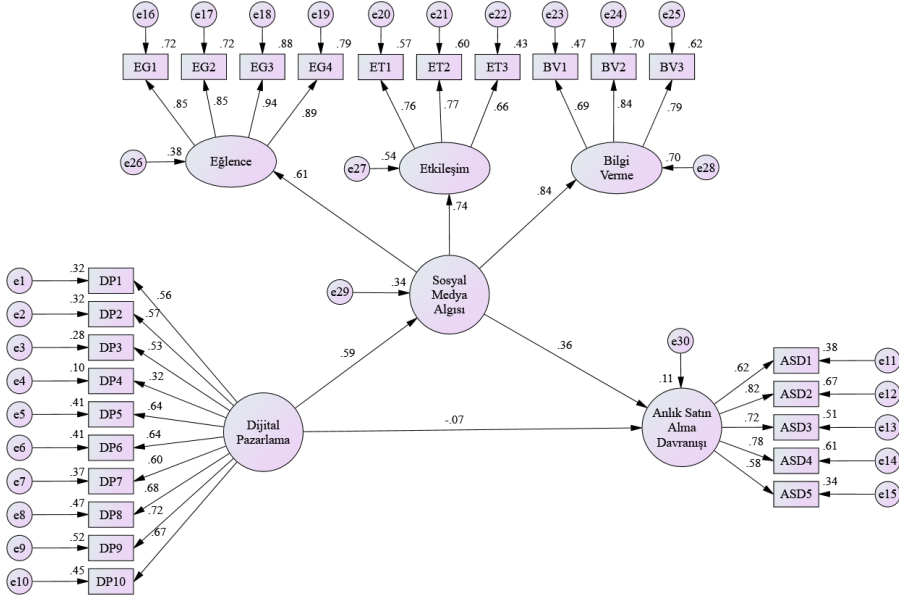 e16 e17 e18 e19 e20 e21 e22 e23 e24 e25
.72 .72 .88 .79 .57 .60 .43 .47 .70 .62
EG1 EG2 EG3 EG4 ET1 ET2 ET3 BV1 BV2 BV3
.85 .85 .94 .89 .76 .77 .66 .69 .84 .79
e26 .38 Eğlence
e27 .54 Etkileşim
Bilgi
Verme
.70 e28
.61 .74 .84
e29 .34
Sosyal
Medya
Algısı
e1 .32 DP1 .56
e2 .32 DP2 .57
e3 .28 DP3 .53
e4 .10 DP4 .32
e5 .41 DP5 .64
e6 .41 DP6 .64
e7 .37 DP7 .60
e8 .47 DP8 .68
e9 .52 DP9 .72
e10 .45 DP10 .67
Dijital
Pazarlama
.59 .36
-.07
e30
.11
Anlık Satın
Alma
Davranışı
.62 ASD1 .38 e11
.82 ASD2 .67 e12
.72 ASD3 .51 e13
.78 ASD4 .61 e14
.58 ASD5 .34 e15